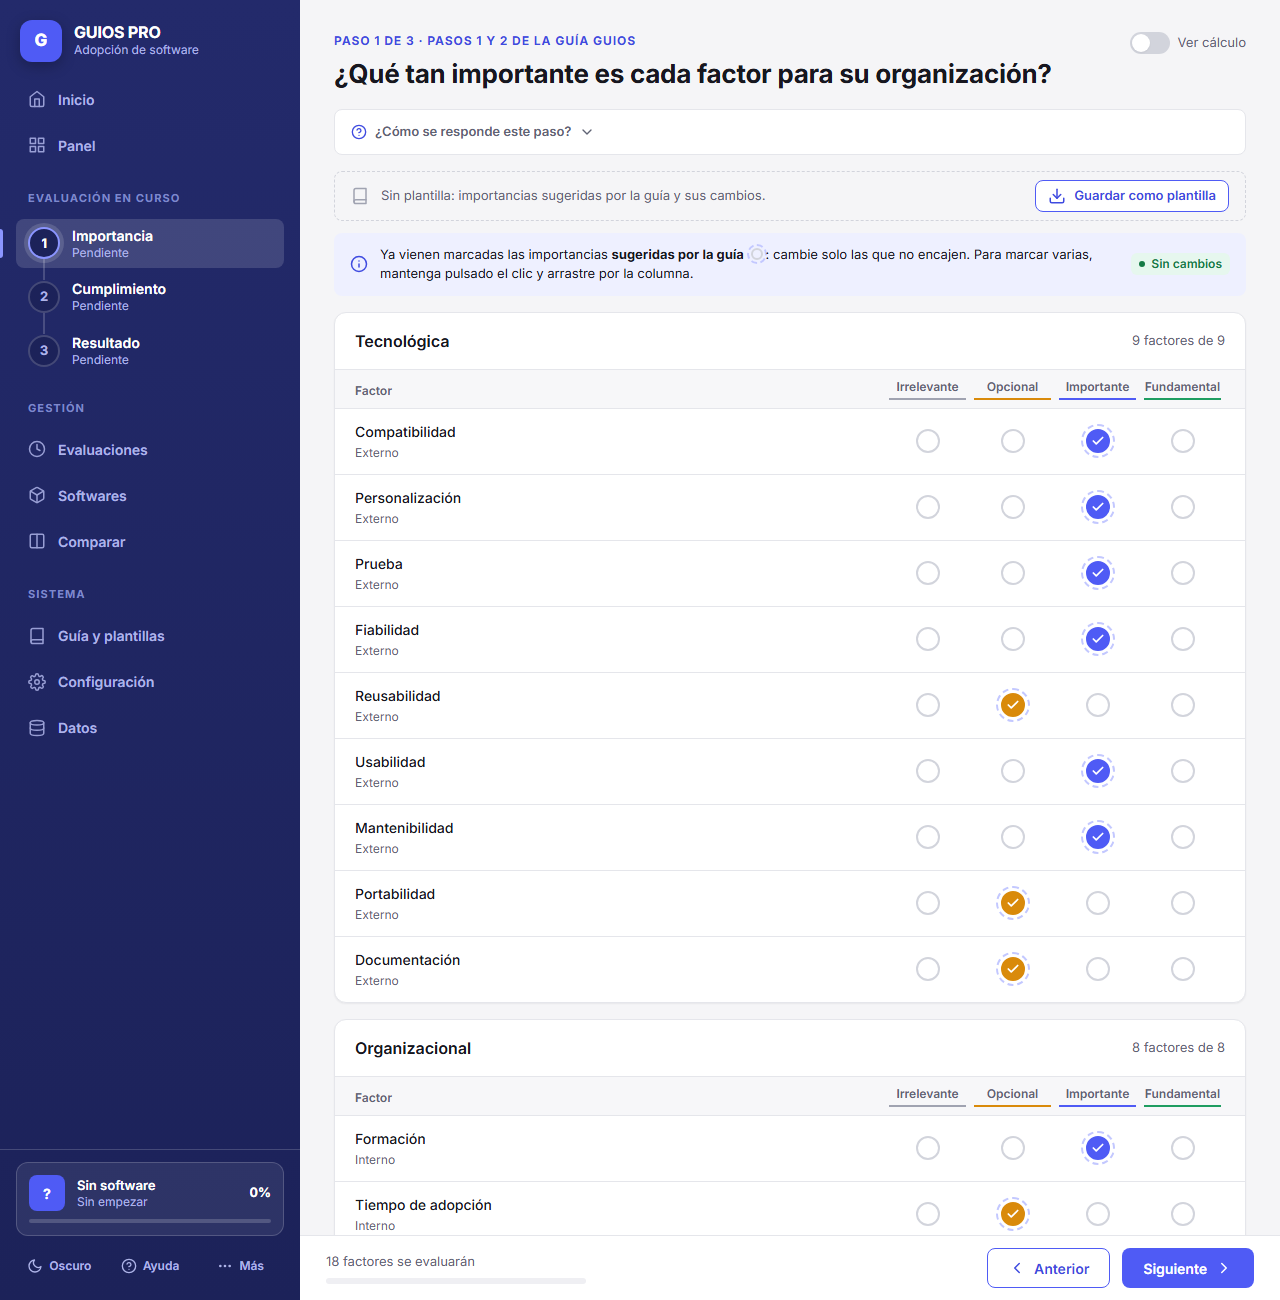 G
GUIOS PRO
Adopción de software
Inicio
Panel
EVALUACIÓN EN CURSO
1
Importancia
Pendiente
2
Cumplimiento
Pendiente
3
Resultado
Pendiente
GESTIÓN
Evaluaciones
Softwares
Comparar
SISTEMA
Guía y plantillas
Configuración
Datos
?
Sin software
Sin empezar
0%
Oscuro
Ayuda
Más
PASO 1 DE 3 · PASOS 1 Y 2 DE LA GUÍA GUIOS
¿Qué tan importante es cada factor para su organización?
Ver cálculo
¿Cómo se responde este paso?
Sin plantilla: importancias sugeridas por la guía y sus cambios.
Guardar como plantilla
Ya vienen marcadas las importancias sugeridas por la guía : cambie solo las que no encajen. Para marcar varias,
mantenga pulsado el clic y arrastre por la columna.
Sin cambios
Tecnológica
9 factores de 9
Factor Irrelevante Opcional Importante Fundamental
Compatibilidad
Externo
Personalización
Externo
Prueba
Externo
Fiabilidad
Externo
Reusabilidad
Externo
Usabilidad
Externo
Mantenibilidad
Externo
Portabilidad
Externo
Documentación
Externo
Organizacional
8 factores de 8
Factor Irrelevante Opcional Importante Fundamental
Formación
Interno
Tiempo de adopción
Interno
18 factores se evaluarán
Anterior
Siguiente